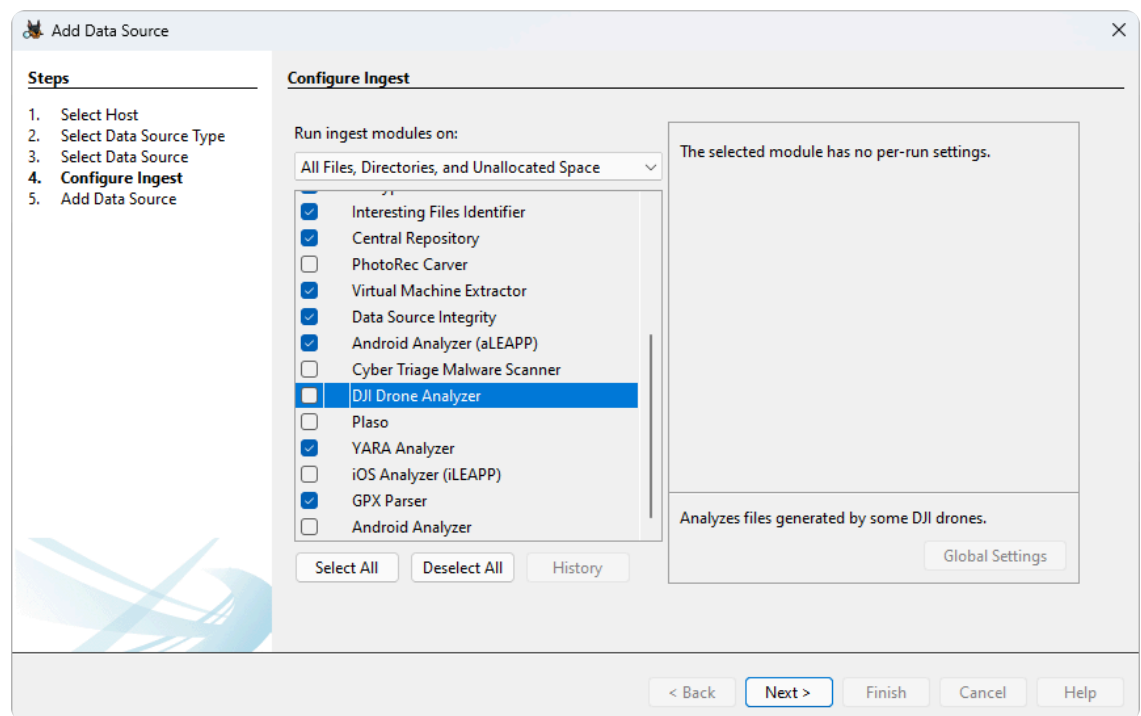 Add Data Source
Steps
1. Select Host
2. Select Data Source Type
3. Select Data Source
4. Configure Ingest
5. Add Data Source
Configure Ingest
Run ingest modules on:
All Files, Directories, and Unallocated Space
Interesting Files Identifier
Central Repository
PhotoRec Carver
Virtual Machine Extractor
Data Source Integrity
Android Analyzer (aLEAPP)
Cyber Triage Malware Scanner
DJI Drone Analyzer
Plaso
YARA Analyzer
iOS Analyzer (iLEAPP)
GPX Parser
Android Analyzer
Select All Deselect All History
The selected module has no per-run settings.
Analyzes files generated by some DJI drones.
Global Settings
< Back Next > Finish Cancel Help